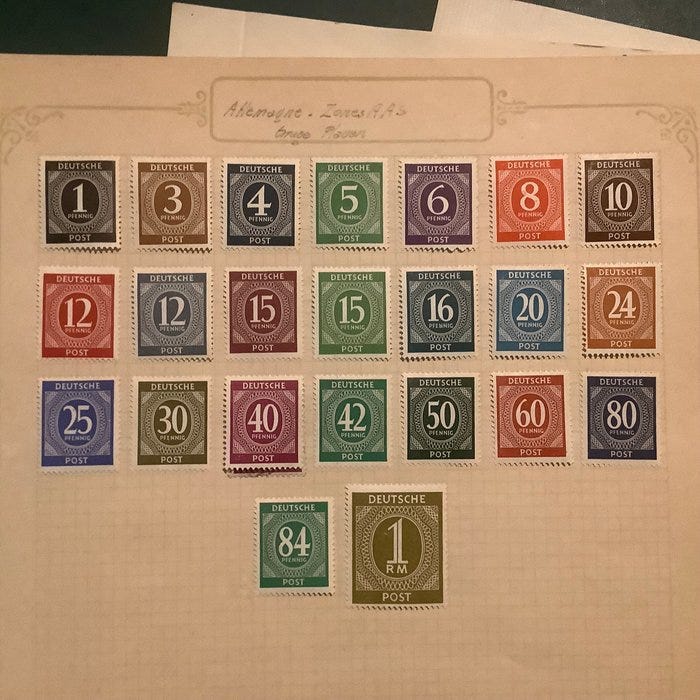 Allemagne - Zones A.A.S
DEUTSCHE DEUTSCHE DEUTSCHE DEUTSCHE DEUTSCHE DEUTSCHE DEUTSCHE
1 3 4 5 6 8 10
PFENNIG PFENNIG PFENNIG PFENNIG PFENNIG PFENNIG PFENNIG
POST POST POST POST POST POST POST
DEUTSCHE DEUTSCHE DEUTSCHE DEUTSCHE DEUTSCHE DEUTSCHE DEUTSCHE
12 12 15 15 16 20 24
PFENNIG PFENNIG PFENNIG PFENNIG PFENNIG PFENNIG PFENNIG
POST POST POST POST POST POST POST
DEUTSCHE DEUTSCHE DEUTSCHE DEUTSCHE DEUTSCHE DEUTSCHE DEUTSCHE
25 30 40 42 50 60 80
PFENNIG PFENNIG PFENNIG PFENNIG PFENNIG PFENNIG PFENNIG
POST POST POST POST POST POST POST
DEUTSCHE DEUTSCHE
84 1
PFENNIG RM
POST POST